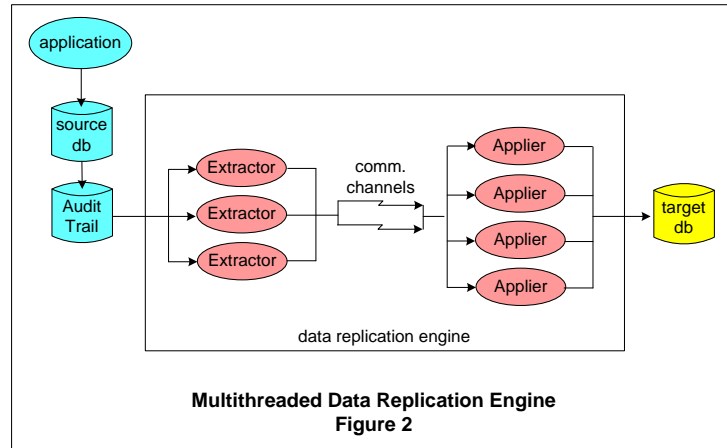 application
source
db
Audit
Trail
Extractor
Extractor
Extractor
comm.
channels
Applier
Applier
Applier
Applier
target
db
data replication engine
Multithreaded Data Replication Engine
Figure 2